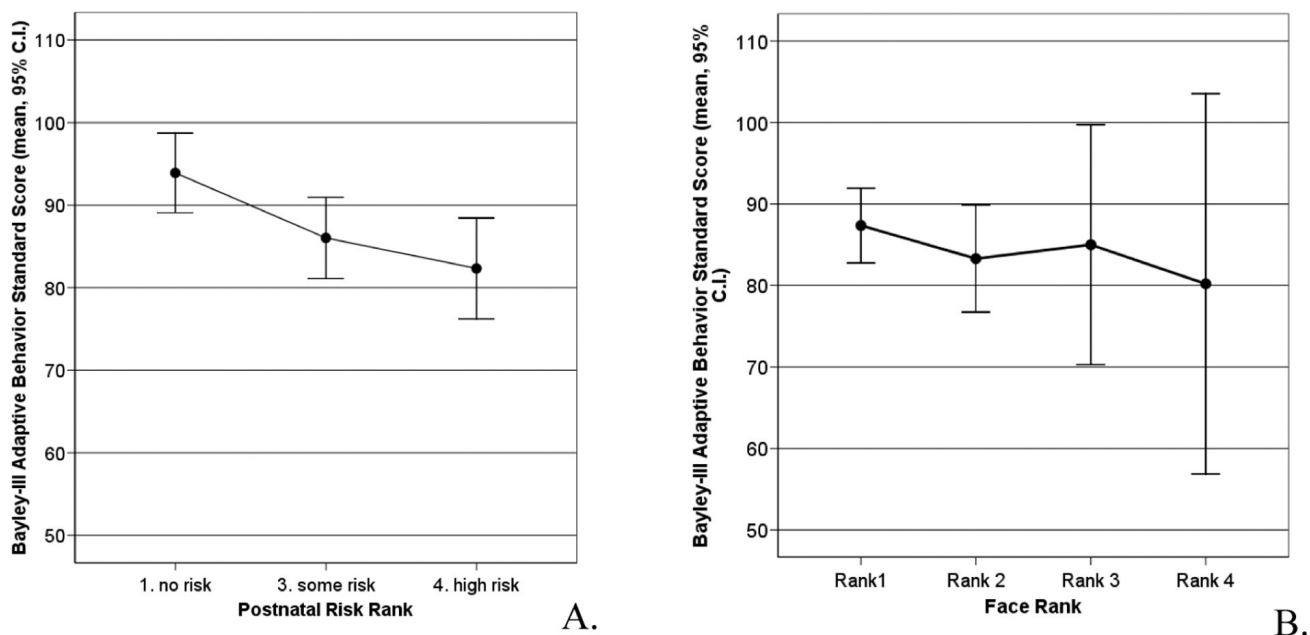 Bayley-III Adaptive Behavior Standard Score (mean, 95% C.I.)
110
100
90
80
70
60
50
1. no risk 3. some risk 4. high risk
Postnatal Risk Rank
A.
Bayley-III Adaptive Behavior Standard Score (mean, 95%
C.I.)
110
100
90
80
70
60
50
Rank1 Rank 2 Rank 3 Rank 4
Face Rank
B.